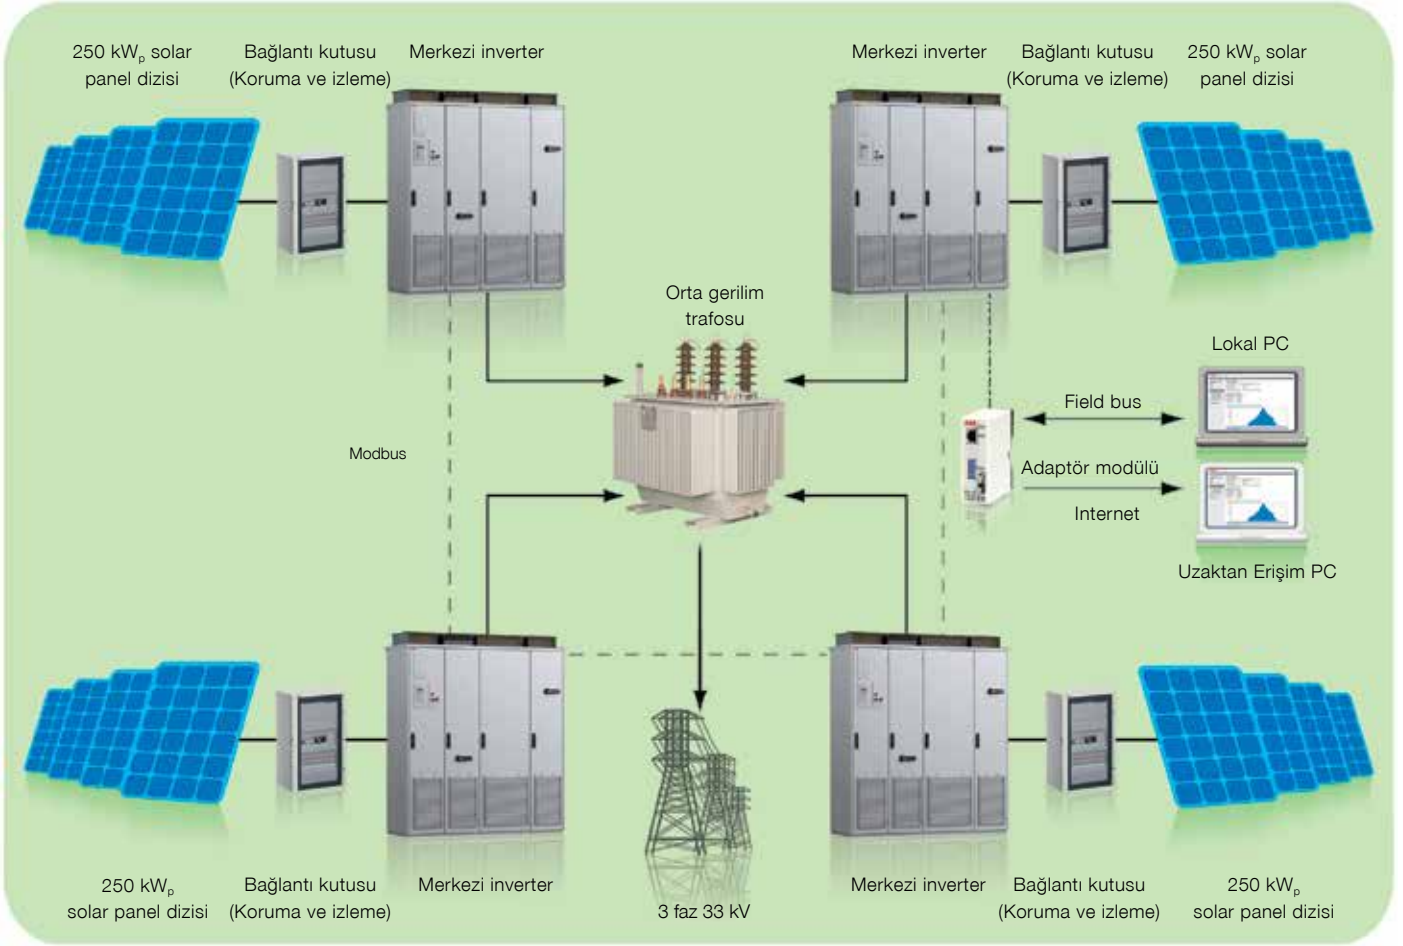 250 kWp solar
panel dizisi
Bağlantı kutusu
(Koruma ve izleme)
Merkezi inverter
Merkezi inverter
Bağlantı kutusu
(Koruma ve izleme)
250 kWp solar
panel dizisi
Orta gerilim
trafosu
Lokal PC
Field bus
Modbus
Adaptör modülü
Internet
Uzaktan Erişim PC
250 kWp
solar panel dizisi
Bağlantı kutusu
(Koruma ve izleme)
Merkezi inverter
3 faz 33 kV
Merkezi inverter
Bağlantı kutusu
(Koruma ve izleme)
250 kWp
solar panel dizisi